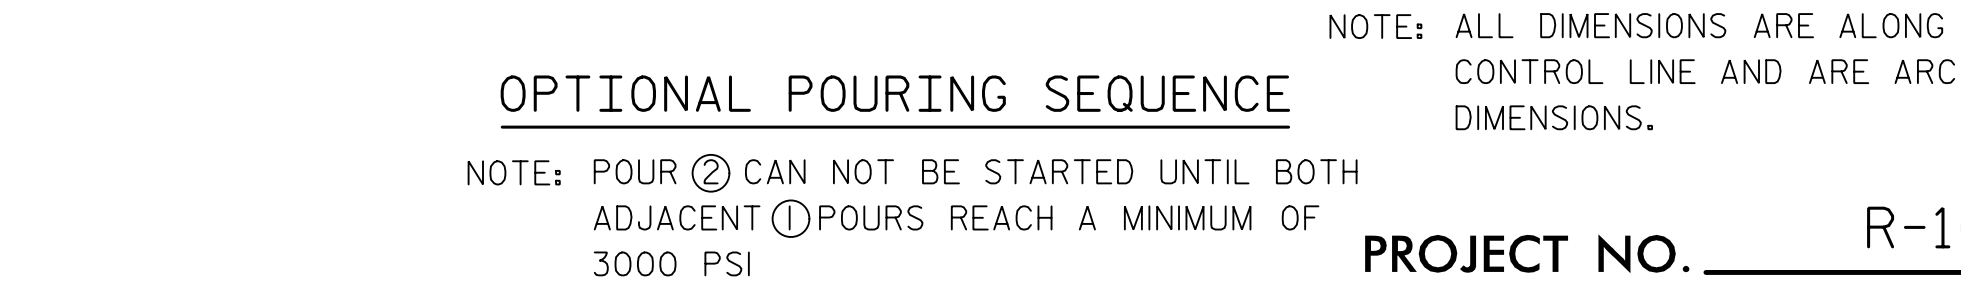 OPTIONAL POURING SEQUENCE
NOTE: POUR ② CAN NOT BE STARTED UNTIL BOTH
ADJACENT ① POURS REACH A MINIMUM OF
3000 PSI
NOTE: ALL DIMENSIONS ARE ALONG
CONTROL LINE AND ARE ARC
DIMENSIONS.
PROJECT NO. R-1